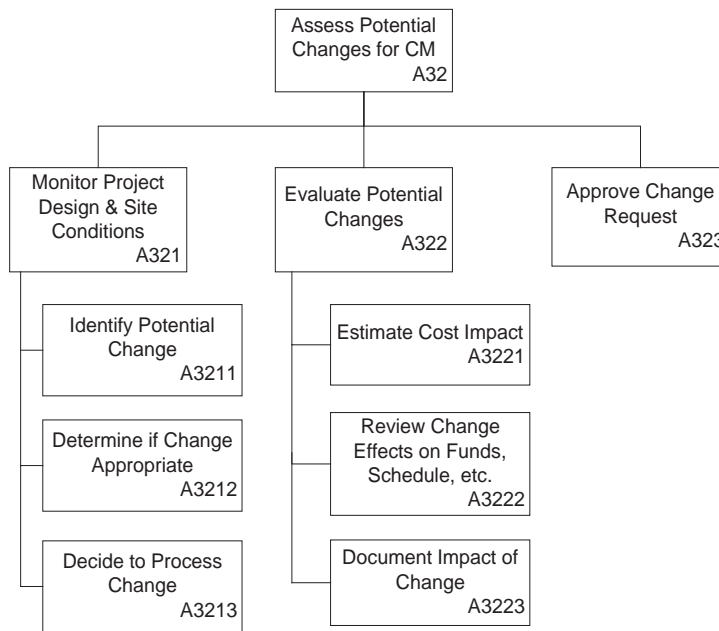 Assess Potential
Changes for CM
A32
Monitor Project
Design & Site
Conditions
A321
Evaluate Potential
Changes
A322
Approve Change
Request
A323
Identify Potential
Change
A3211
Determine if Change
Appropriate
A3212
Decide to Process
Change
A3213
Estimate Cost Impact
A3221
Review Change
Effects on Funds,
Schedule, etc.
A3222
Document Impact of
Change
A3223